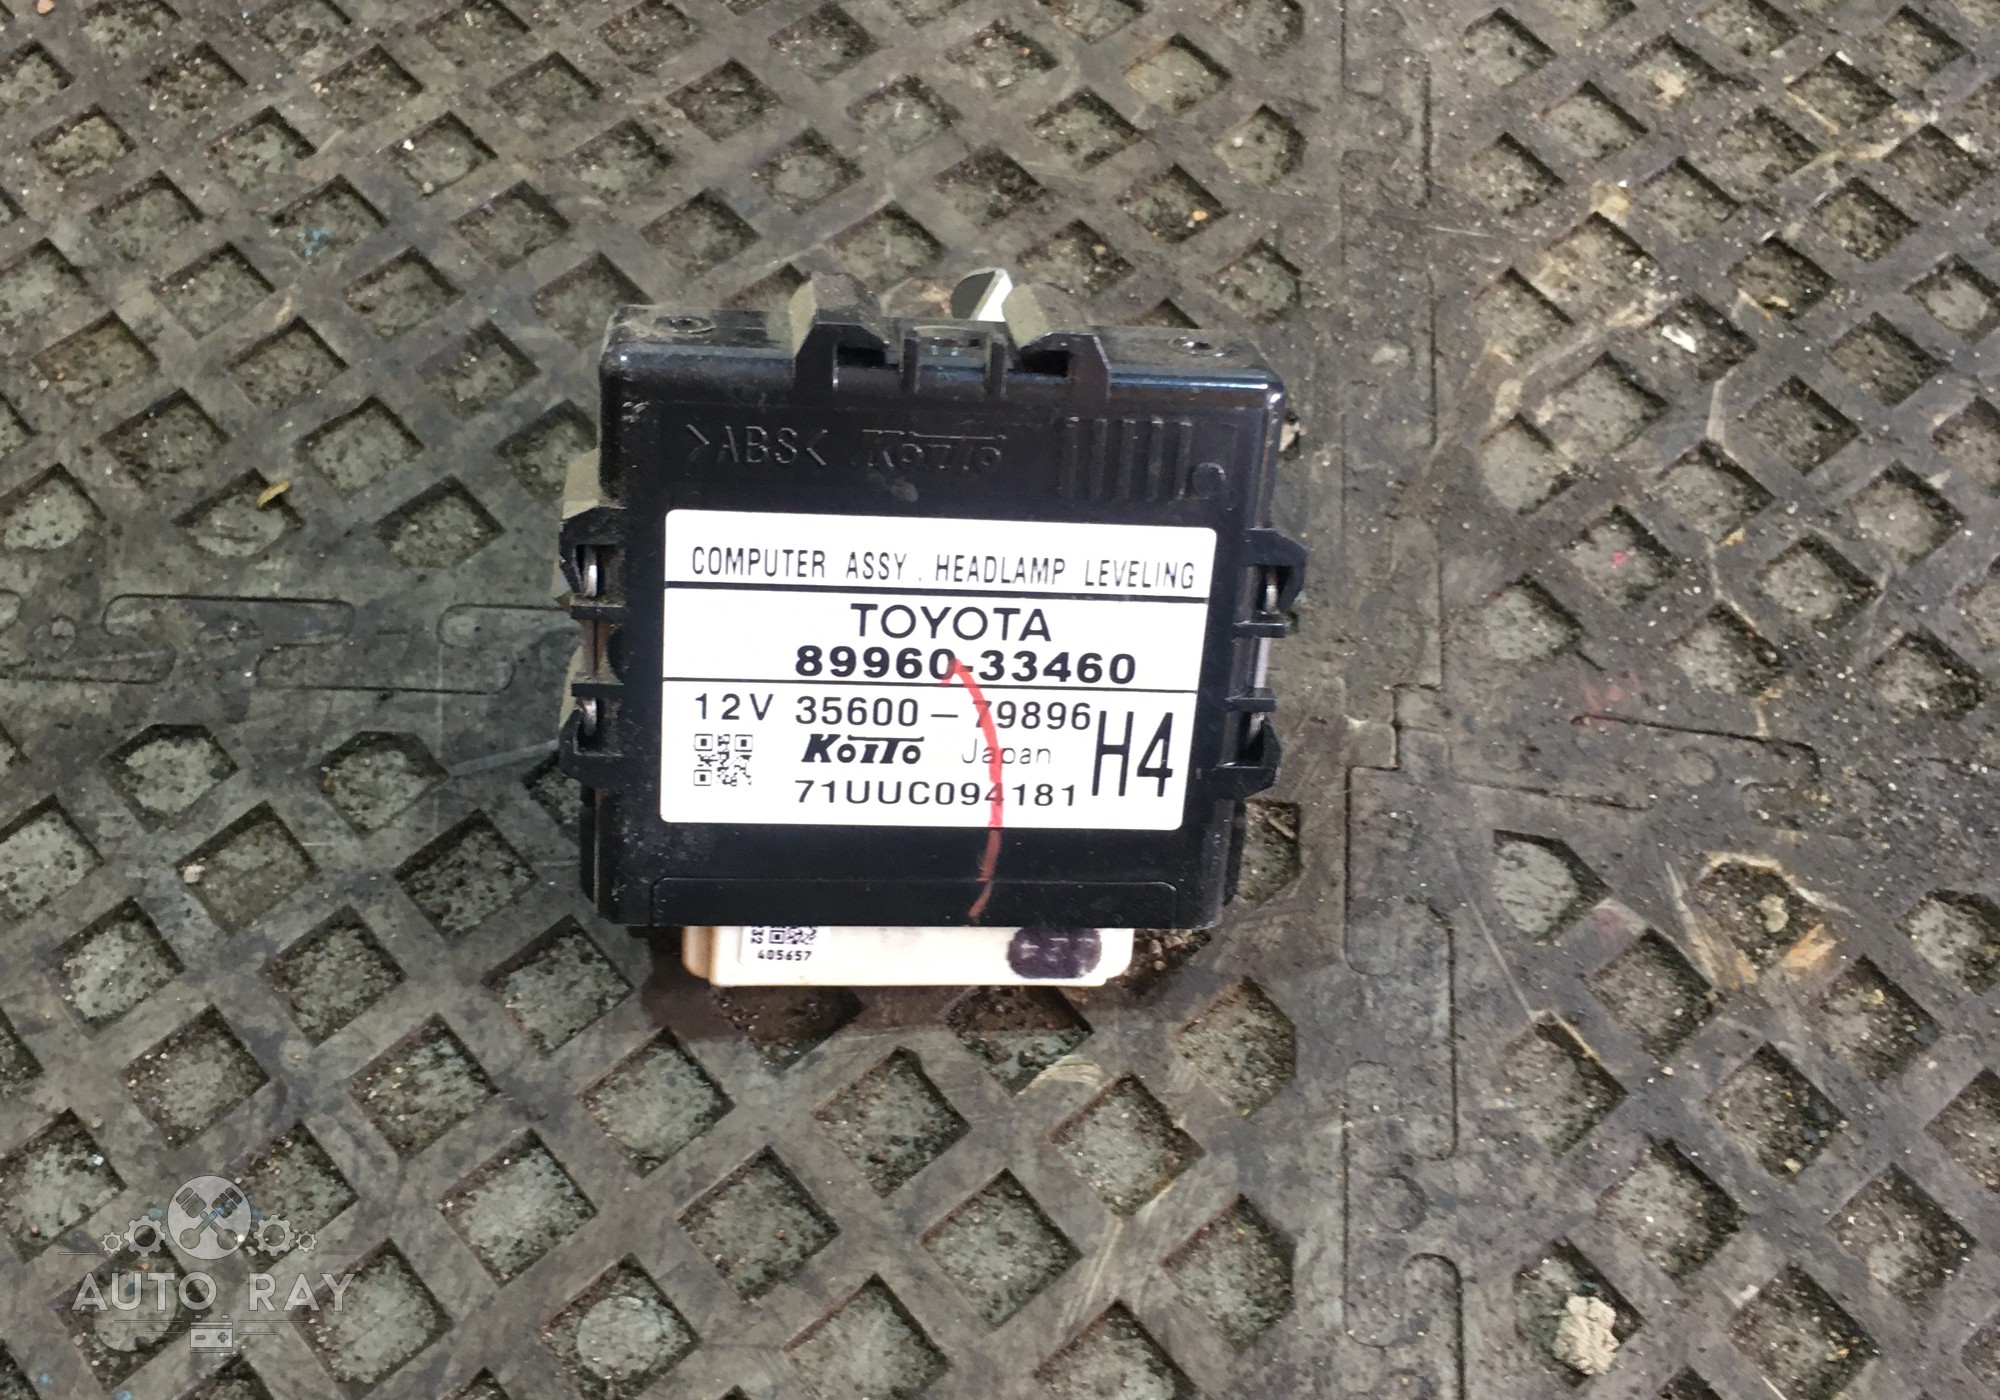 >ABS< KOITO
COMPUTER ASSY . HEADLAMP LEVELING
TOYOTA
89960-33460
12V 35600-79896
H4
KOITO Japan
71UUC094181
405657
AUTO RAY